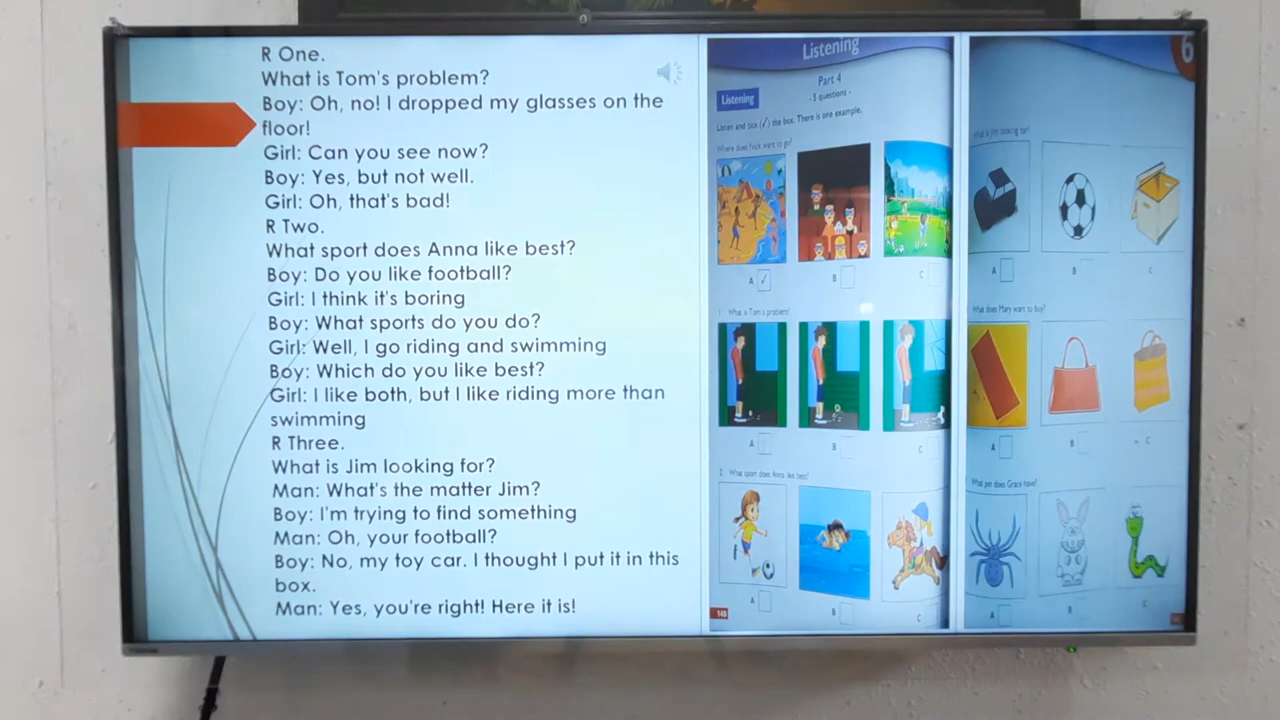 R One.
What is Tom's problem?
Boy: Oh, no! I dropped my glasses on the
floor!
Girl: Can you see now?
Boy: Yes, but not well.
Girl: Oh, that's bad!
R Two.
What sport does Anna like best?
Boy: Do you like football?
Girl: I think it's boring
Boy: What sports do you do?
Girl: Well, I go riding and swimming
Boy: Which do you like best?
Girl: I like both, but I like riding more than
swimming
R Three.
What is Jim looking for?
Man: What's the matter Jim?
Boy: I'm trying to find something
Man: Oh, your football?
Boy: No, my toy car. I thought I put it in this
box.
Man: Yes, you're right! Here it is!
Listening
Part 4
- 5 questions -
Listening
Listen and tick (✓) the box. There is one example.
Where does Nick want to go?
A ✓ B C
1 What is Tom's problem?
A B C
2 What sport does Anna like best?
A B C
148
6
What is Jim looking for?
A B C
What does Mary want to buy?
A B C
What pet does Grace have?
A B C